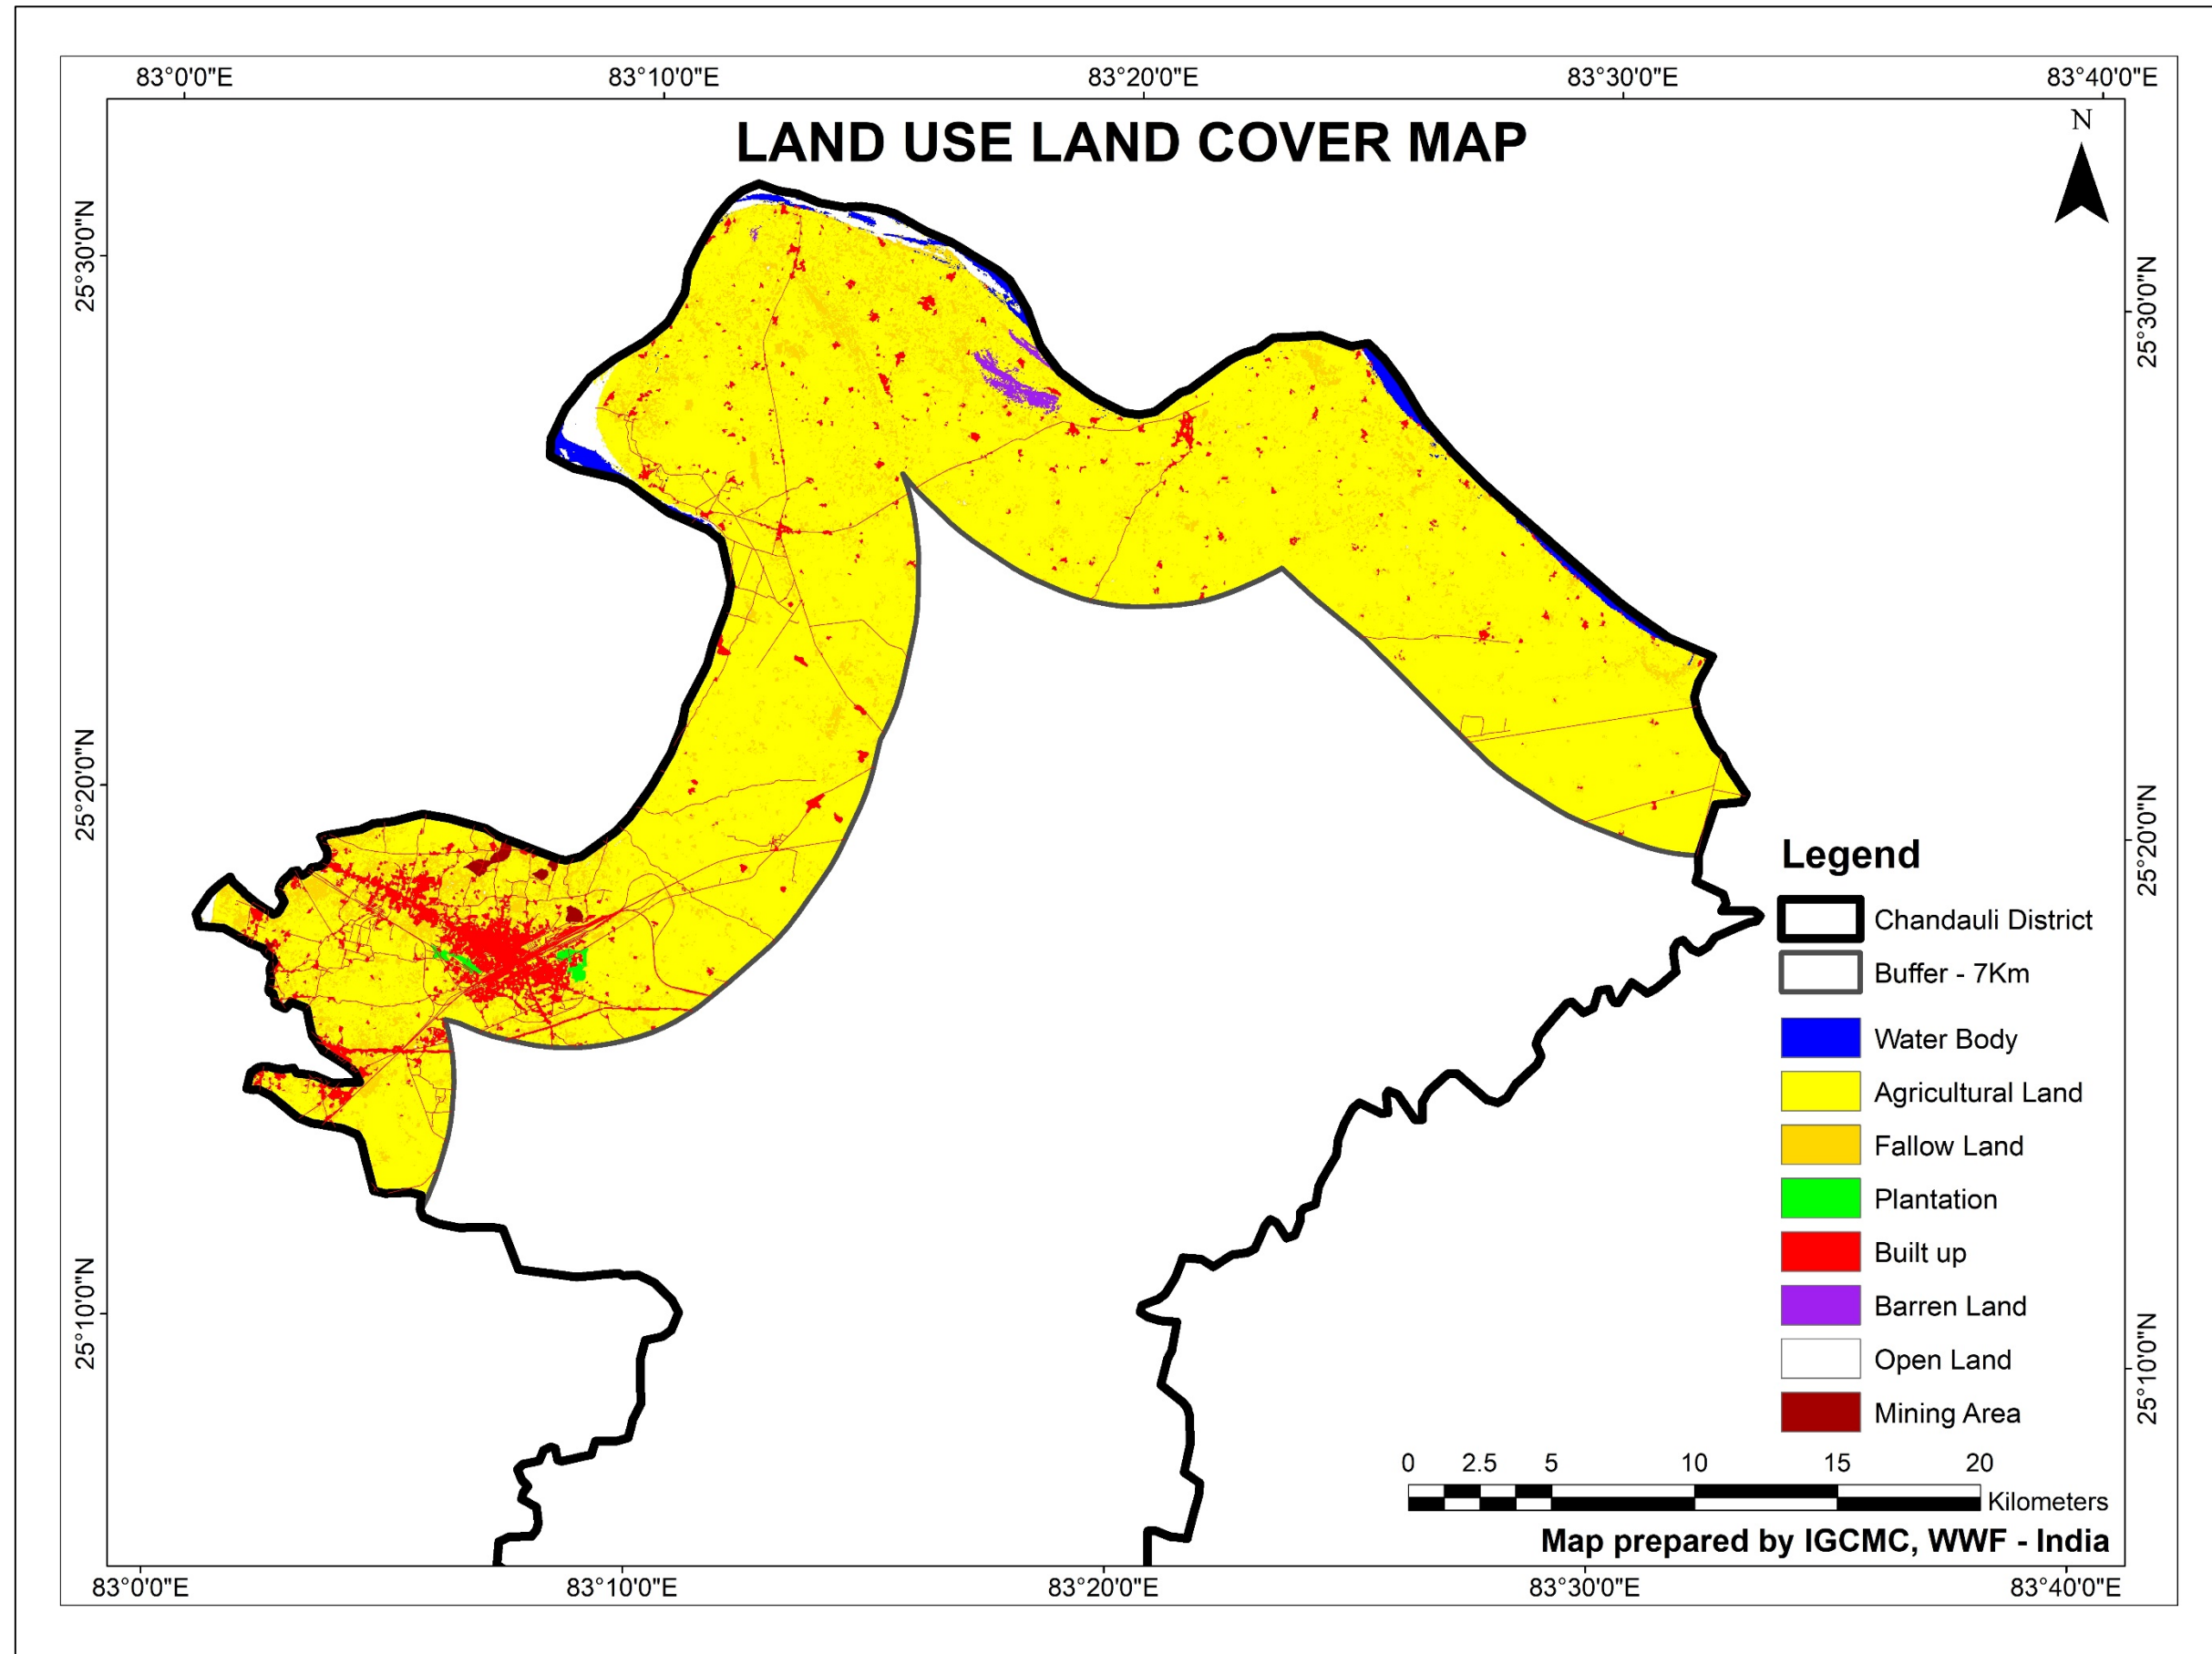 83°0'0"E 83°10'0"E 83°20'0"E 83°30'0"E 83°40'0"E
LAND USE LAND COVER MAP
N
25°30'0"N
25°30'0"N
25°20'0"N
25°20'0"N
25°10'0"N
25°10'0"N
Legend
Chandauli District
Buffer - 7Km
Water Body
Agricultural Land
Fallow Land
Plantation
Built up
Barren Land
Open Land
Mining Area
0 2.5 5 10 15 20
Kilometers
Map prepared by IGCMC, WWF - India
83°0'0"E 83°10'0"E 83°20'0"E 83°30'0"E 83°40'0"E